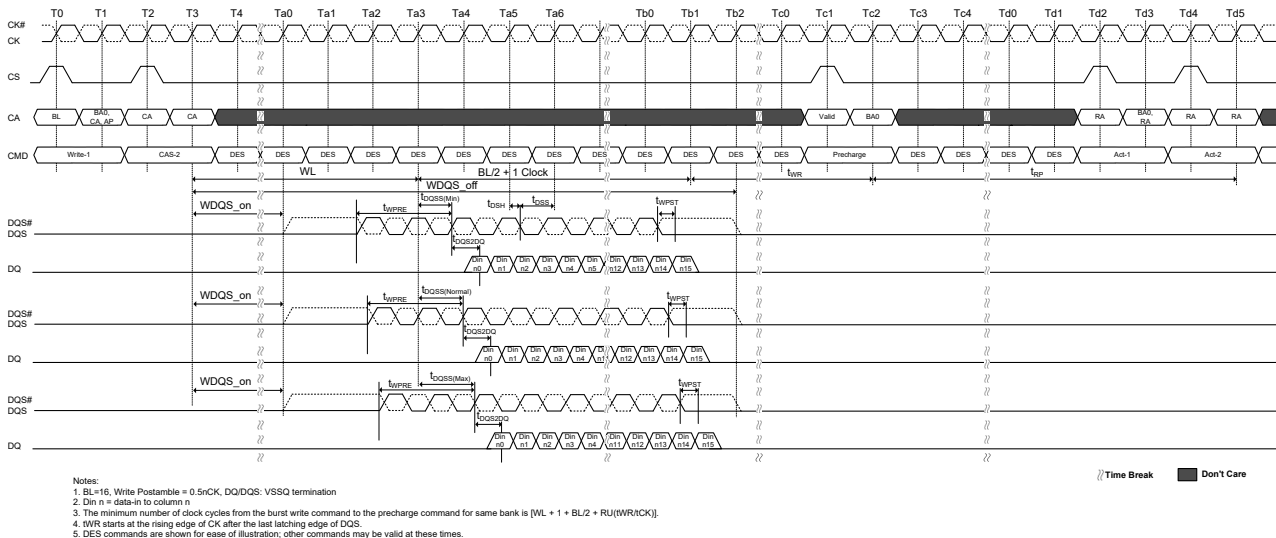 T0 T1 T2 T3 T4 Ta0 Ta1 Ta2 Ta3 Ta4 Ta5 Ta6 Tb0 Tb1 Tb2 Tc0 Tc1 Tc2 Tc3 Tc4 Td0 Td1 Td2 Td3 Td4 Td5
CK#
CK
CS
CA BL BA0, CA, AP CA CA Valid BA0 RA BA0, RA RA RA
CMD Write-1 CAS-2 DES DES DES DES DES DES DES DES DES DES DES DES DES Precharge DES DES DES DES Act-1 Act-2
WL BL/2 + 1 Clock tWR tRP
WDQS_off
WDQS_on tWPRE tDQSS(Min) tDSH tDSS tWPST
DQS#
DQS
tDQS2DQ
DQ Din n0 Din n1 Din n2 Din n3 Din n4 Din n5 Din n12 Din n13 Din n14 Din n15
WDQS_on tWPRE tDQSS(Normal) tWPST
DQS#
DQS
tDQS2DQ
DQ Din n0 Din n1 Din n2 Din n3 Din n4 Din n12 Din n13 Din n14 Din n15
WDQS_on tWPRE tDQSS(Max) tWPST
DQS#
DQS
tDQS2DQ
DQ Din n0 Din n1 Din n2 Din n3 Din n4 Din n11 Din n12 Din n13 Din n14 Din n15
Time Break Don't Care
Notes:
1. BL=16, Write Postamble = 0.5nCK, DQ/DQS: VSSQ termination
2. Din n = data-in to column n
3. The minimum number of clock cycles from the burst write command to the precharge command for same bank is [WL + 1 + BL/2 + RU(tWR/tCK)].
4. tWR starts at the rising edge of CK after the last latching edge of DQS.
5. DES commands are shown for ease of illustration; other commands may be valid at these times.